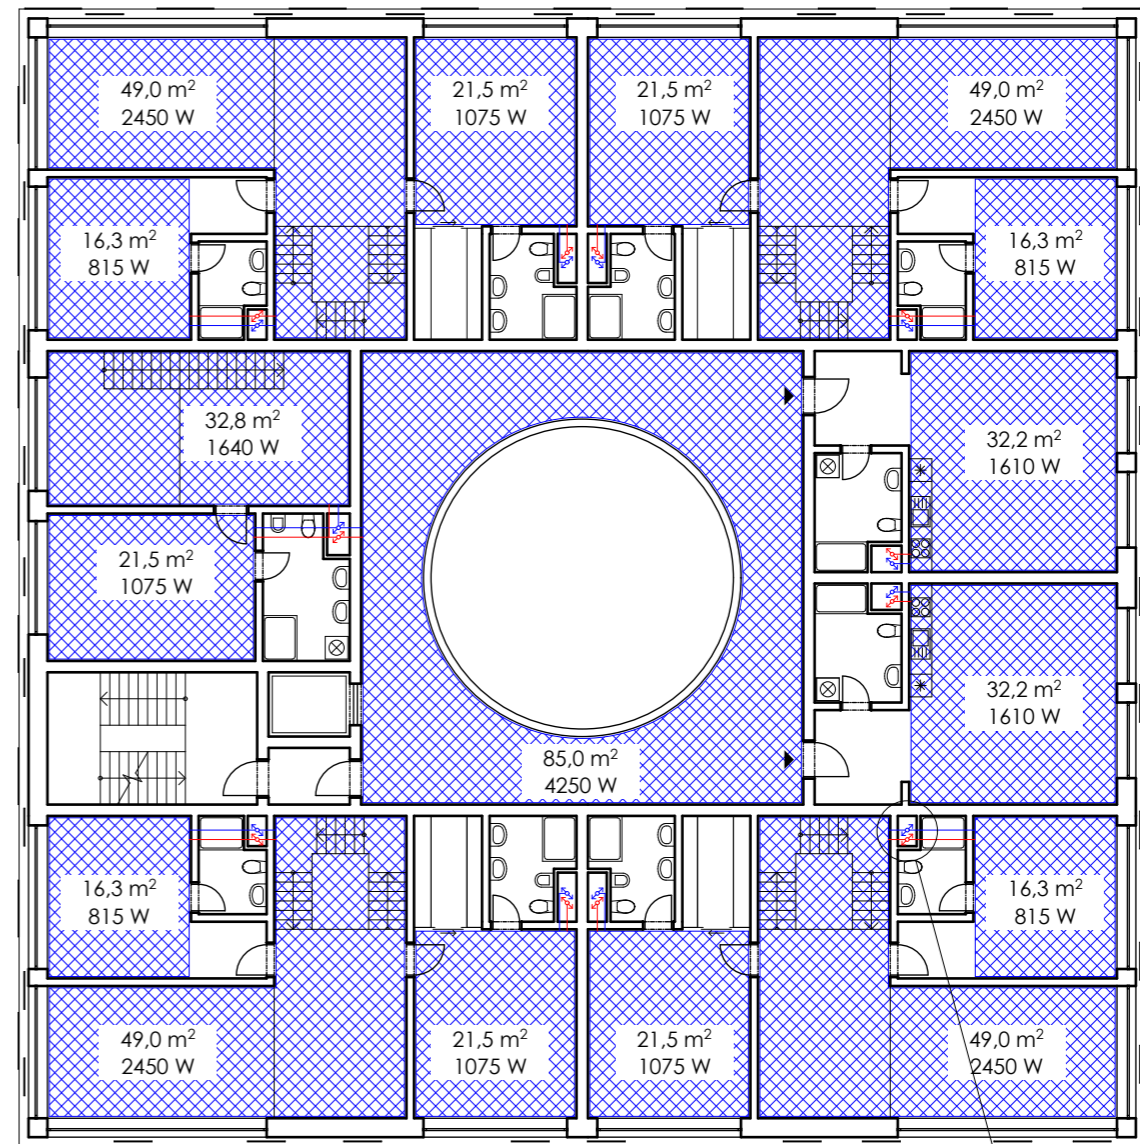 49,0 m²
2450 W
21,5 m²
1075 W
21,5 m²
1075 W
49,0 m²
2450 W
16,3 m²
815 W
16,3 m²
815 W
32,8 m²
1640 W
32,2 m²
1610 W
21,5 m²
1075 W
32,2 m²
1610 W
85,0 m²
4250 W
16,3 m²
815 W
16,3 m²
815 W
49,0 m²
2450 W
21,5 m²
1075 W
21,5 m²
1075 W
49,0 m²
2450 W